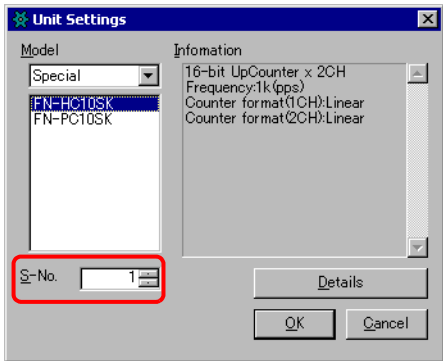 Unit Settings
Model
Infomation
Special
FN-HC10SK
FN-PC10SK
16-bit UpCounter x 2CH
Frequency:1k(pps)
Counter format(1CH):Linear
Counter format(2CH):Linear
S-No.
1
Details
OK
Cancel